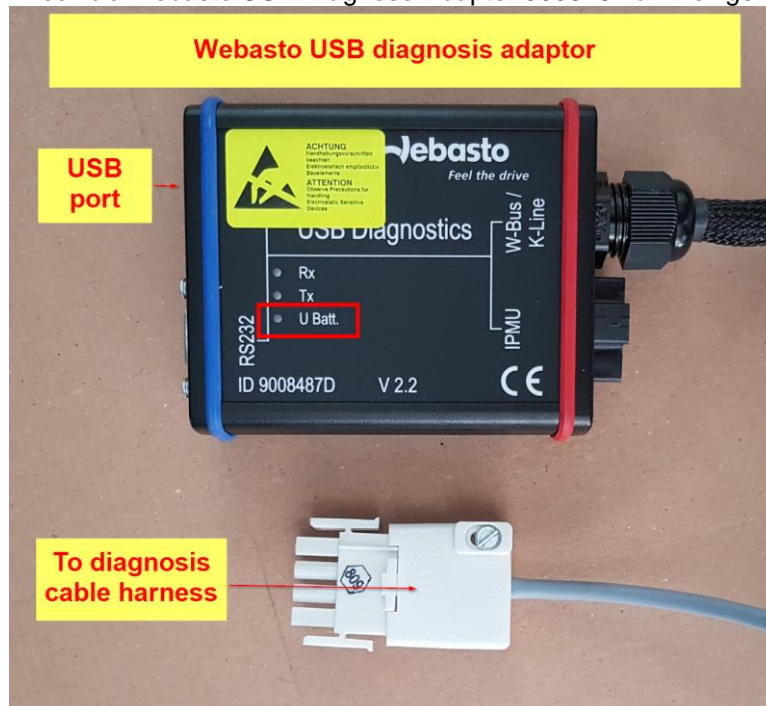 Webasto USB diagnosis adaptor
USB
port
ACHTUNG
Handhabungsvorschriften
beachten
Elektrostatisch empfindliche
Bauelemente
ATTENTION
Observe Precautions for
Handling
Electrostatic Sensitive
Devices
Webasto
Feel the drive
USB Diagnostics
W-Bus /
K-Line
Rx
Tx
U Batt.
RS232
IPMU
ID 9008487D V 2.2 CE
To diagnosis
cable harness
809